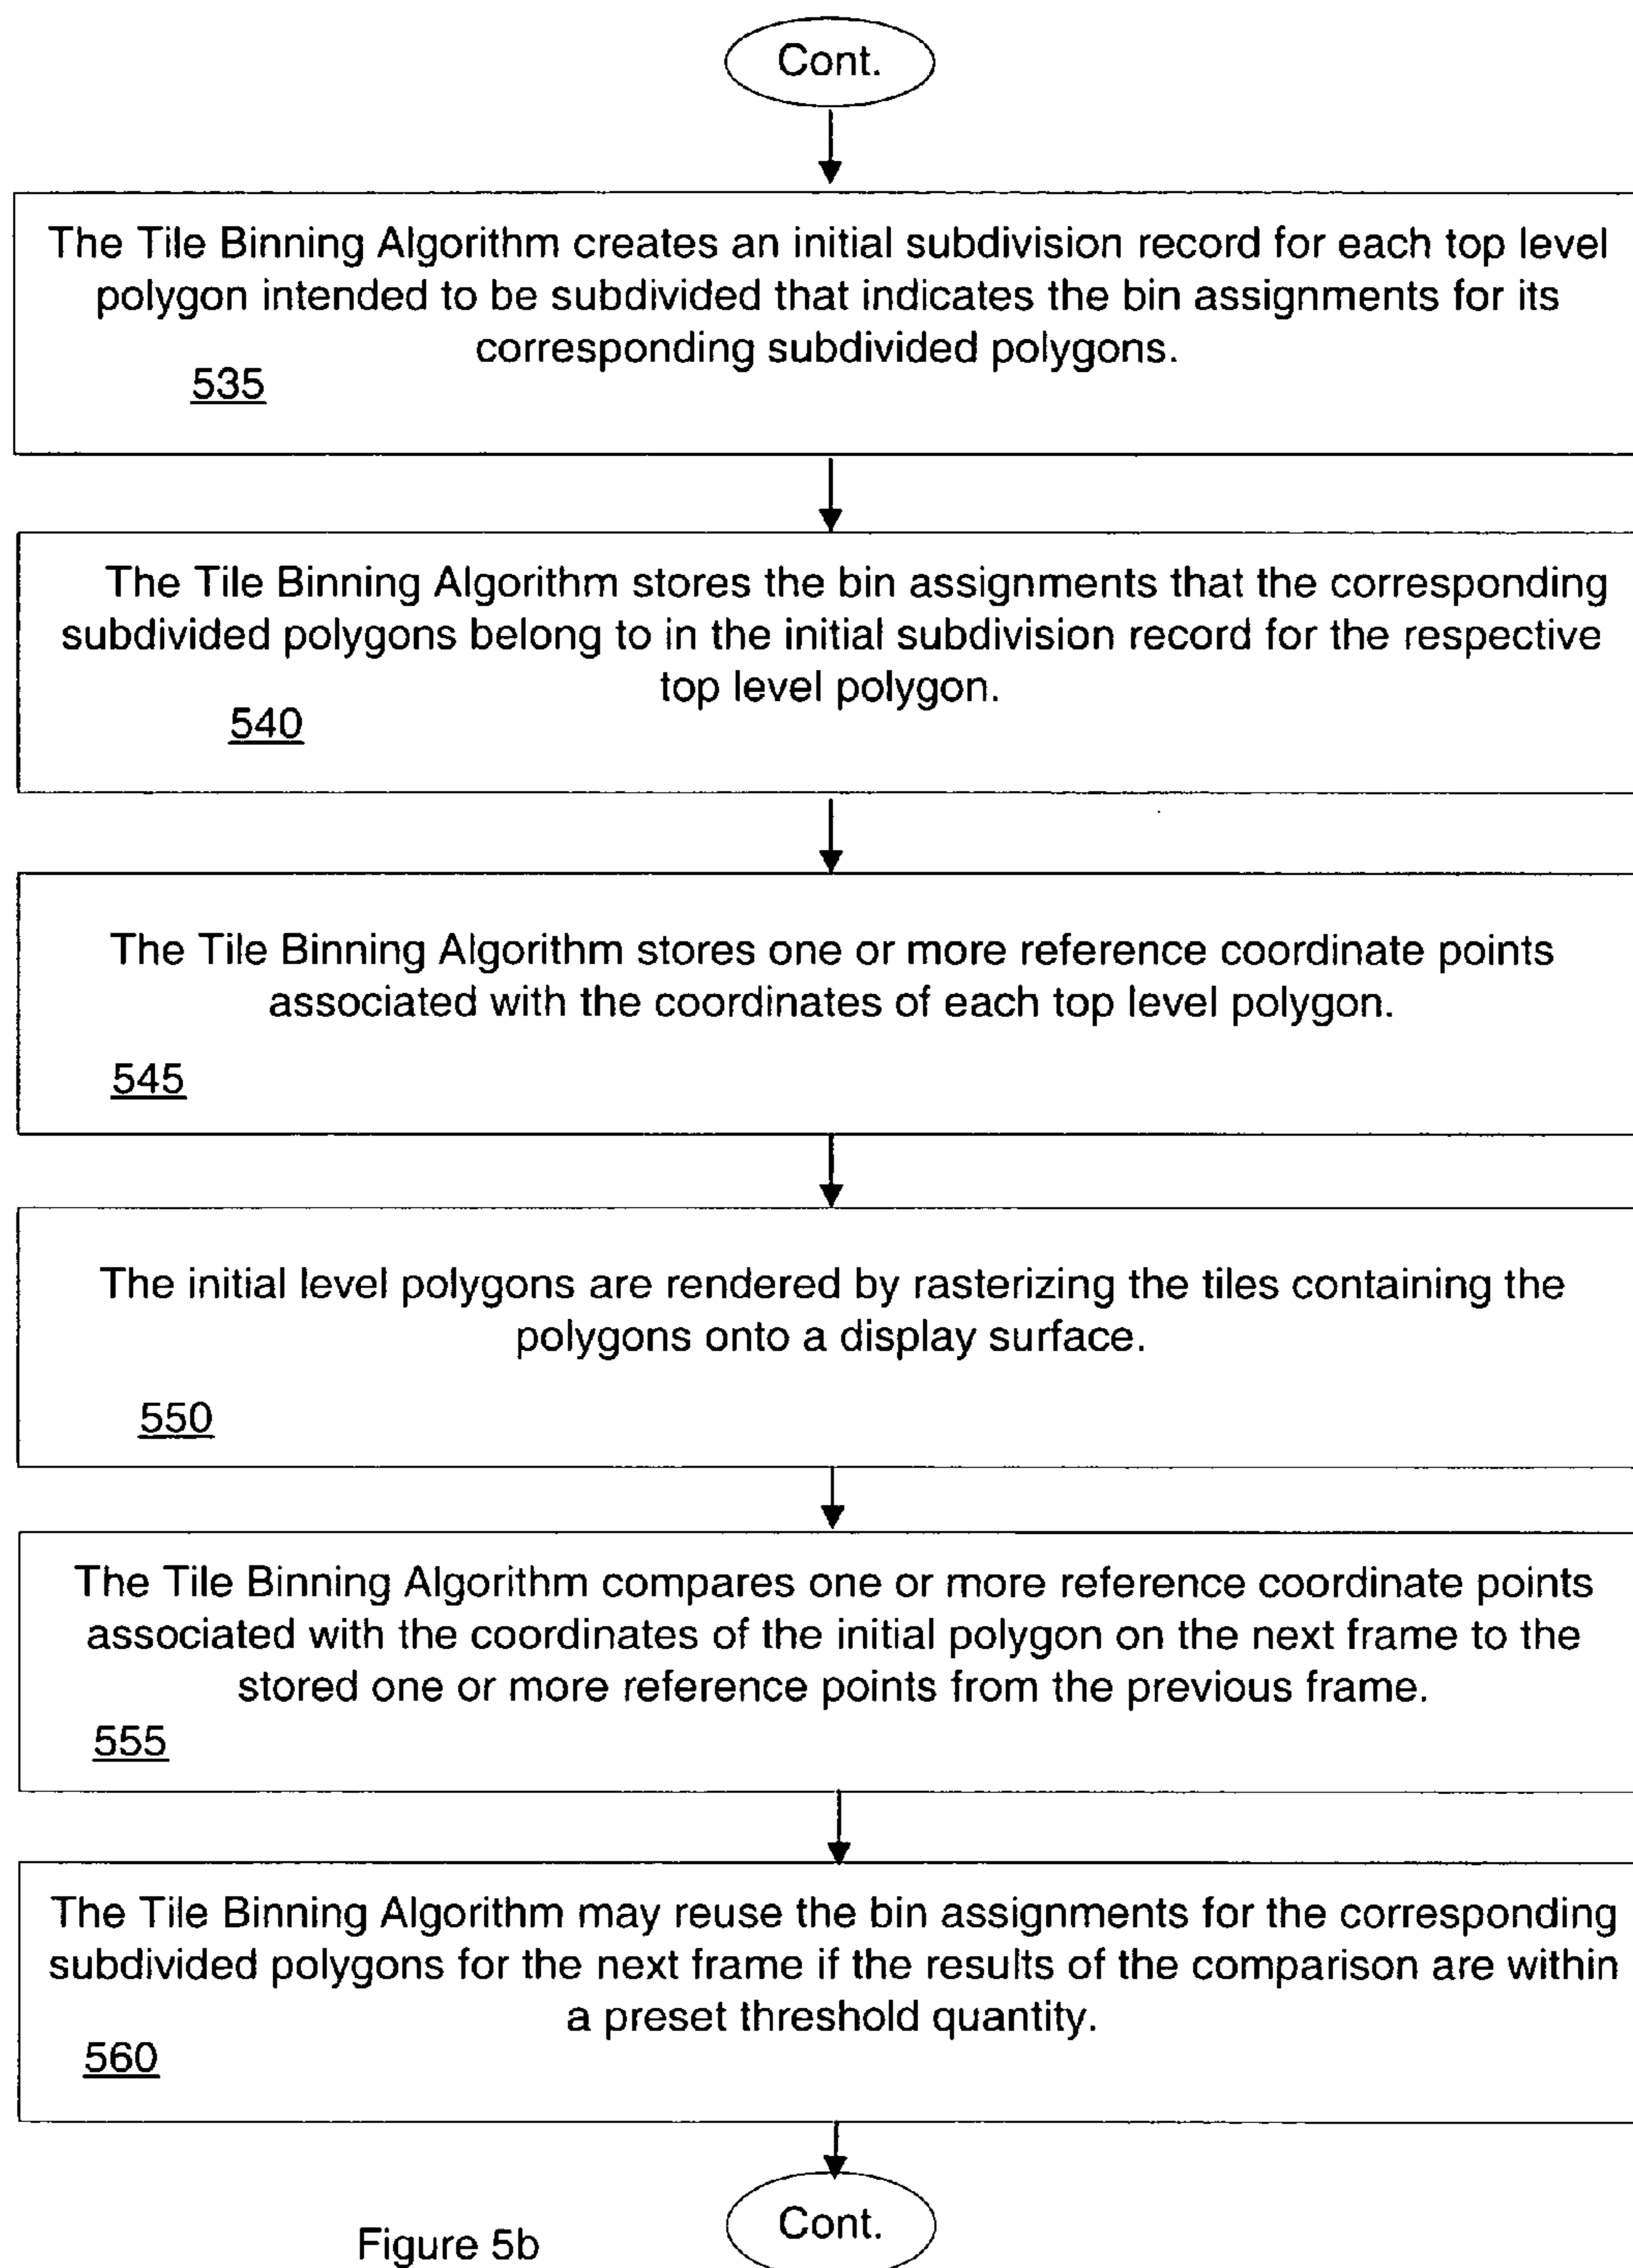 Cont.
The Tile Binning Algorithm creates an initial subdivision record for each top level
polygon intended to be subdivided that indicates the bin assignments for its
corresponding subdivided polygons.
535
The Tile Binning Algorithm stores the bin assignments that the corresponding
subdivided polygons belong to in the initial subdivision record for the respective
top level polygon.
540
The Tile Binning Algorithm stores one or more reference coordinate points
associated with the coordinates of each top level polygon.
545
The initial level polygons are rendered by rasterizing the tiles containing the
polygons onto a display surface.
550
The Tile Binning Algorithm compares one or more reference coordinate points
associated with the coordinates of the initial polygon on the next frame to the
stored one or more reference points from the previous frame.
555
The Tile Binning Algorithm may reuse the bin assignments for the corresponding
subdivided polygons for the next frame if the results of the comparison are within
a preset threshold quantity.
560
Cont.
Figure 5b